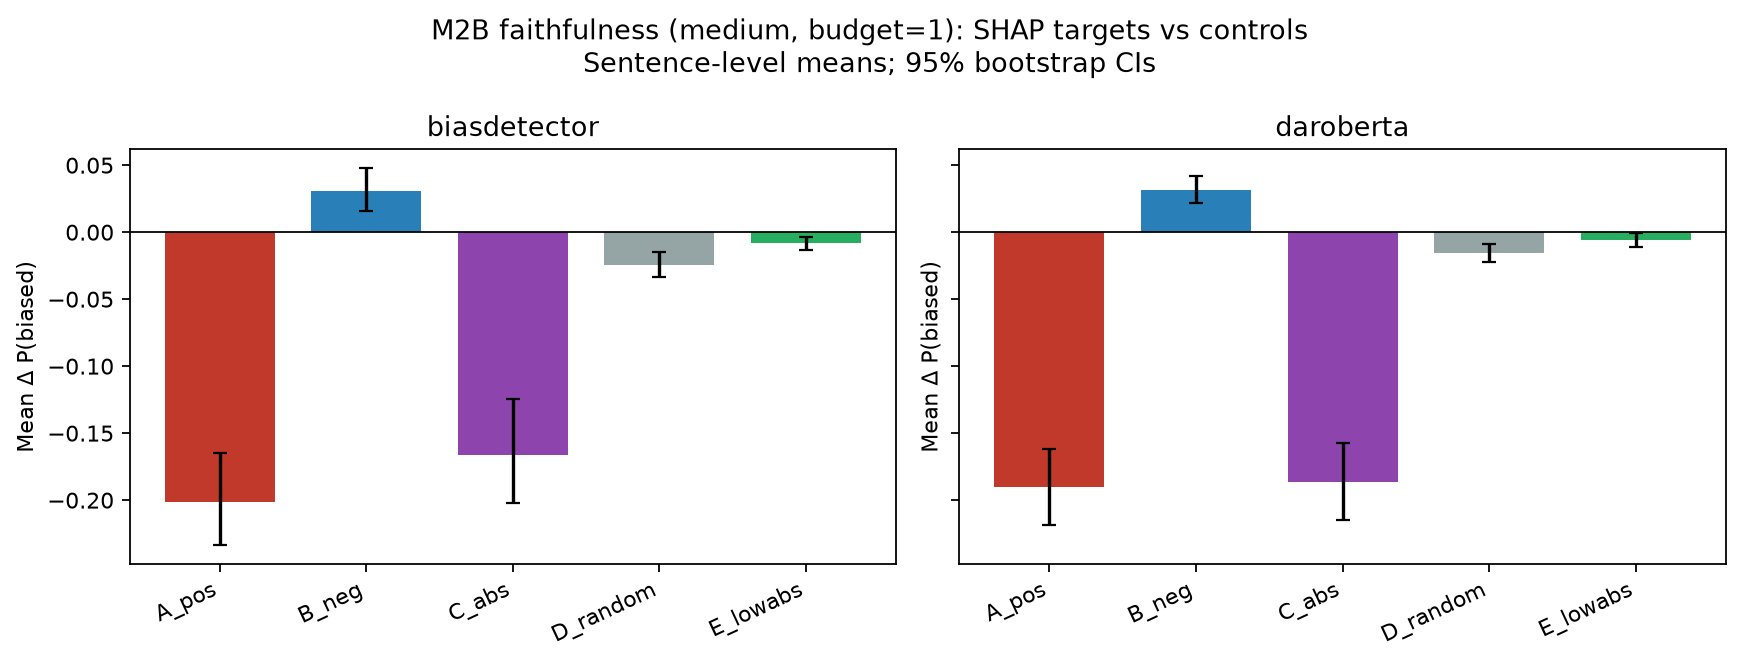 M2B faithfulness (medium, budget=1): SHAP targets vs controls
Sentence-level means; 95% bootstrap CIs
biasdetector
Mean Δ P(biased)
0.05
0.00
−0.05
−0.10
−0.15
−0.20
A_pos
B_neg
C_abs
D_random
E_lowabs
daroberta
Mean Δ P(biased)
A_pos
B_neg
C_abs
D_random
E_lowabs